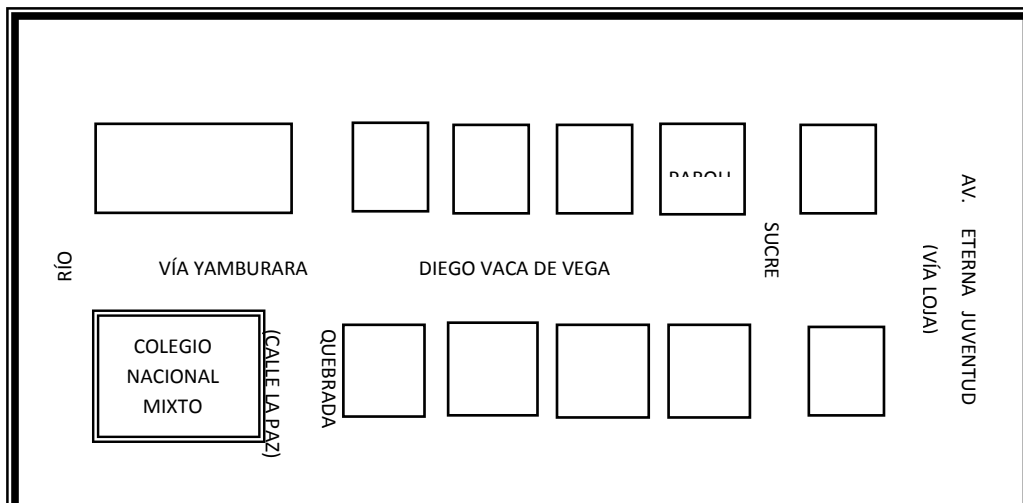 AV. ETERNA JUVENTUD
(VÍA LOJA)
SUCRE
RÍO
VÍA YAMBURARA
DIEGO VACA DE VEGA
COLEGIO
NACIONAL
MIXTO
(CALLE LA PAZ)
QUEBRADA